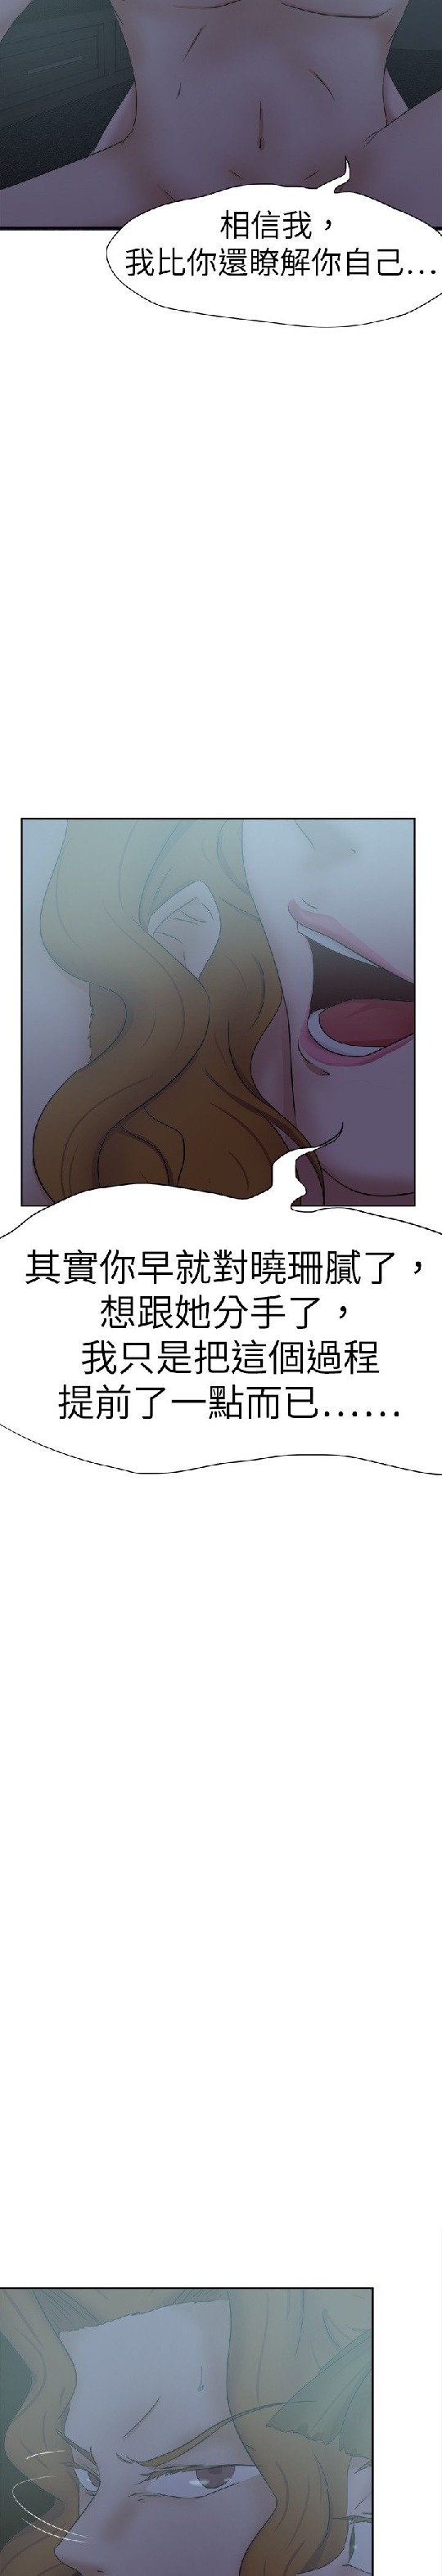 相信我，
我比你還瞭解你自己...
其實你早就對曉珊膩了，
想跟她分手了，
我只是把這個過程
提前了一點而已......